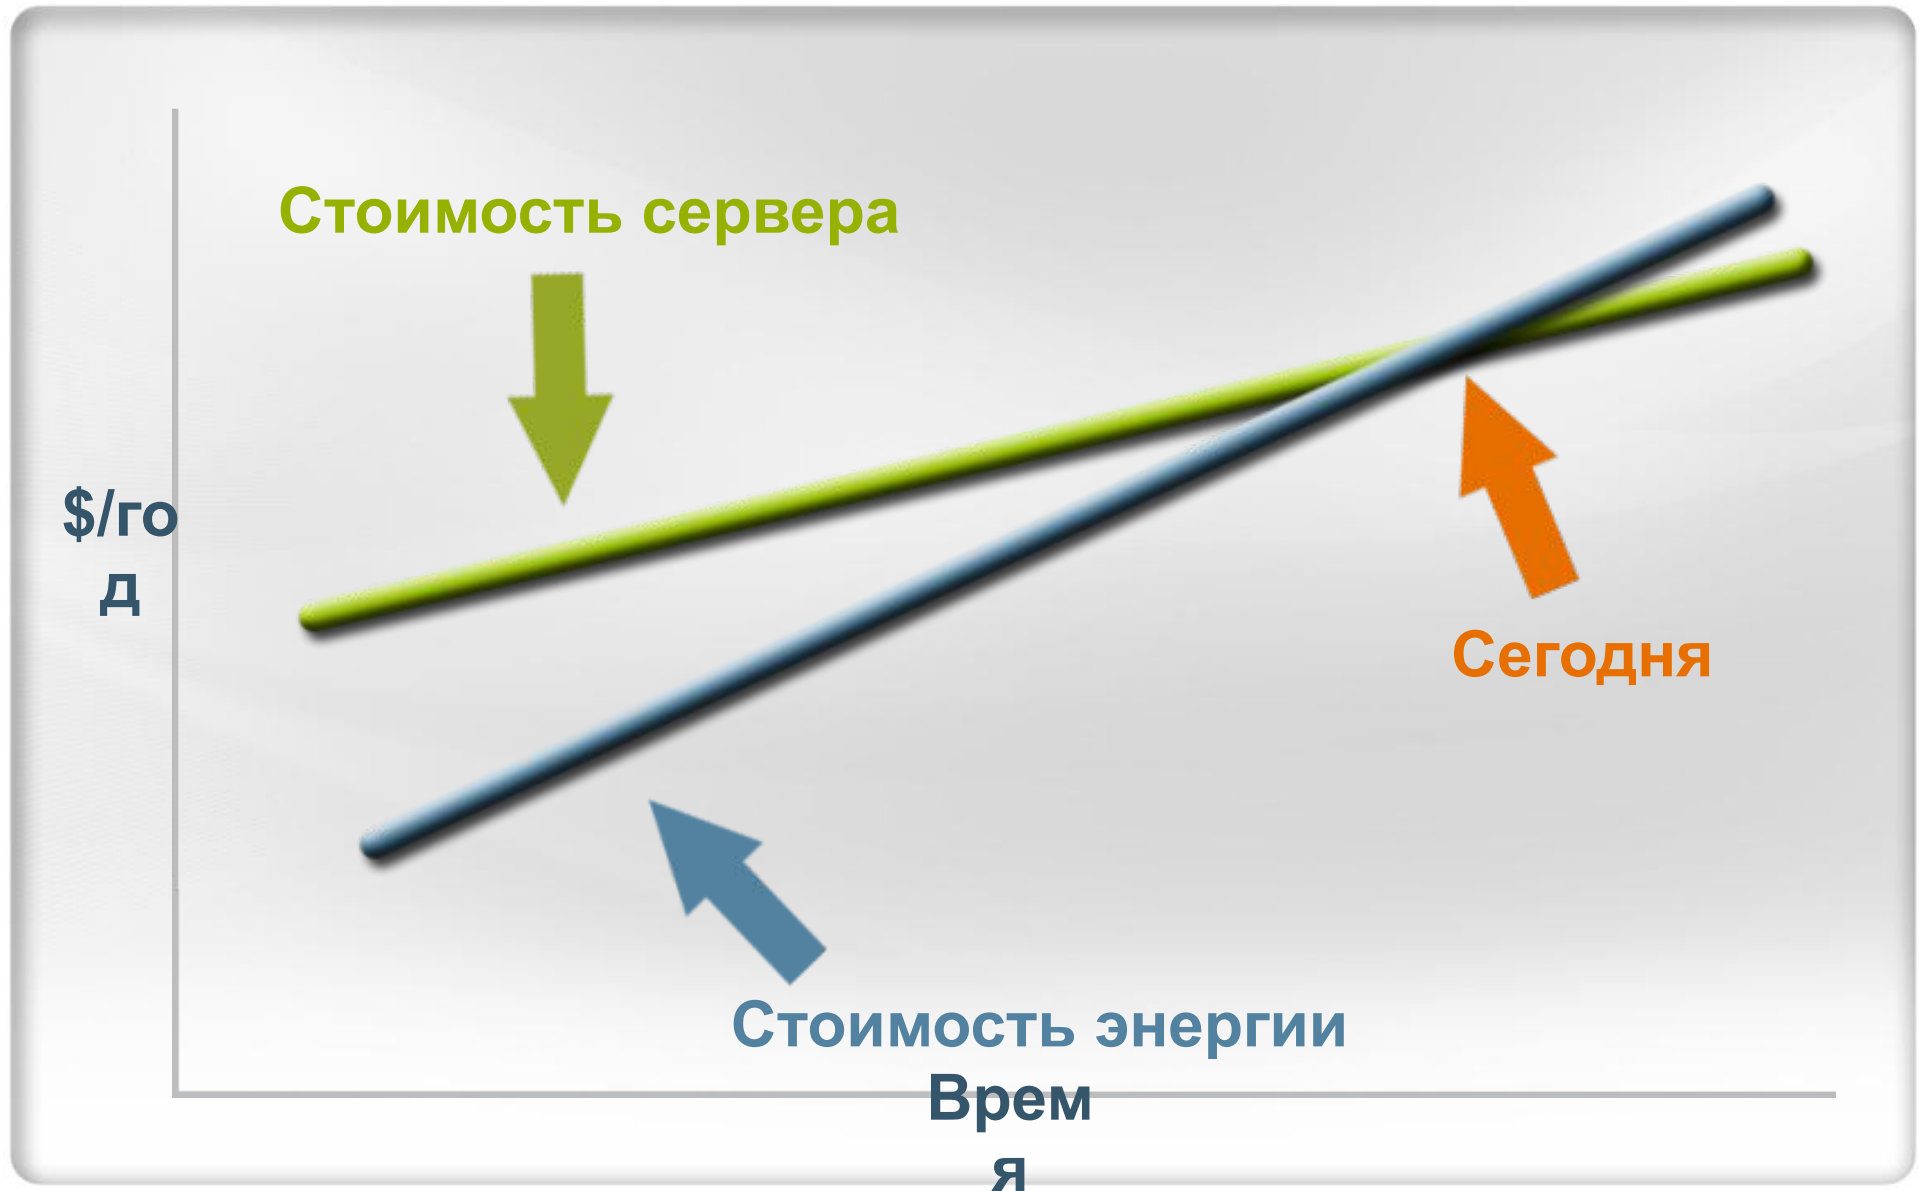 Стоимость сервера
$/го
д
Сегодня
Стоимость энергии
Врем
я